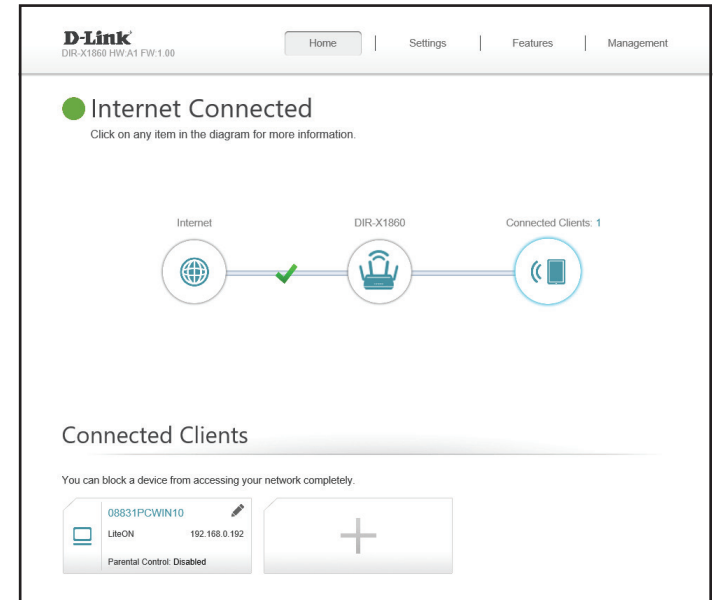 D-Link
DIR-X1860 HW:A1 FW:1.00
Home | Settings | Features | Management
Internet Connected
Click on any item in the diagram for more information.
Internet
DIR-X1860
Connected Clients: 1
Connected Clients
You can block a device from accessing your network completely.
08831PCWIN10
LiteON 192.168.0.192
Parental Control: Disabled